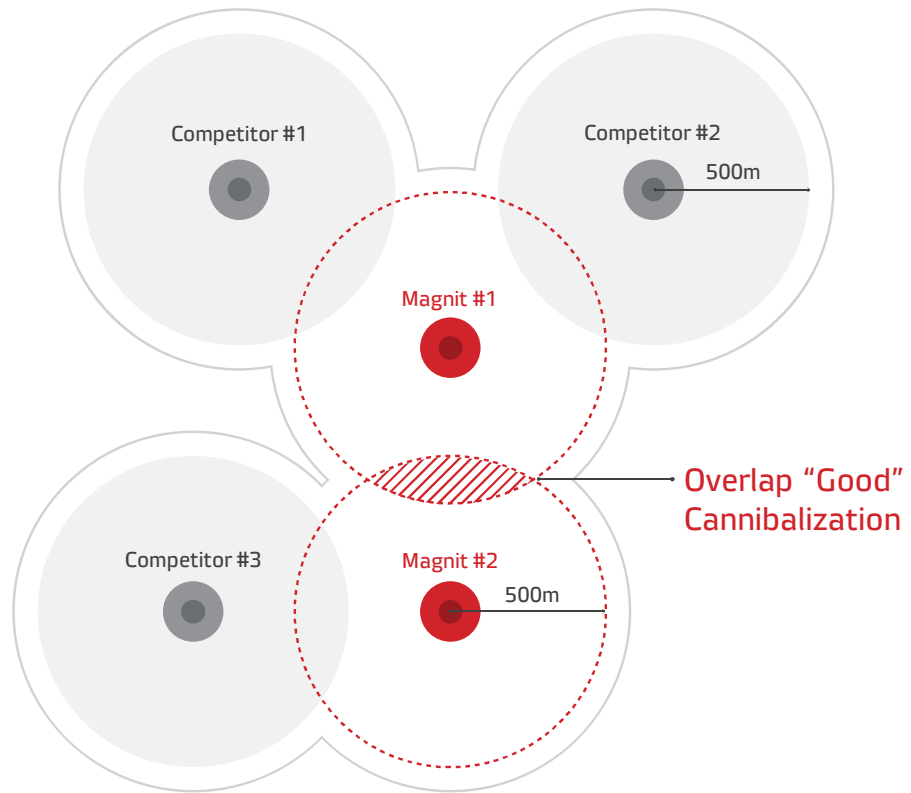 Competitor #1
Competitor #2
500m
Magnit #1
Overlap “Good”
Cannibalization
Competitor #3
Magnit #2
500m